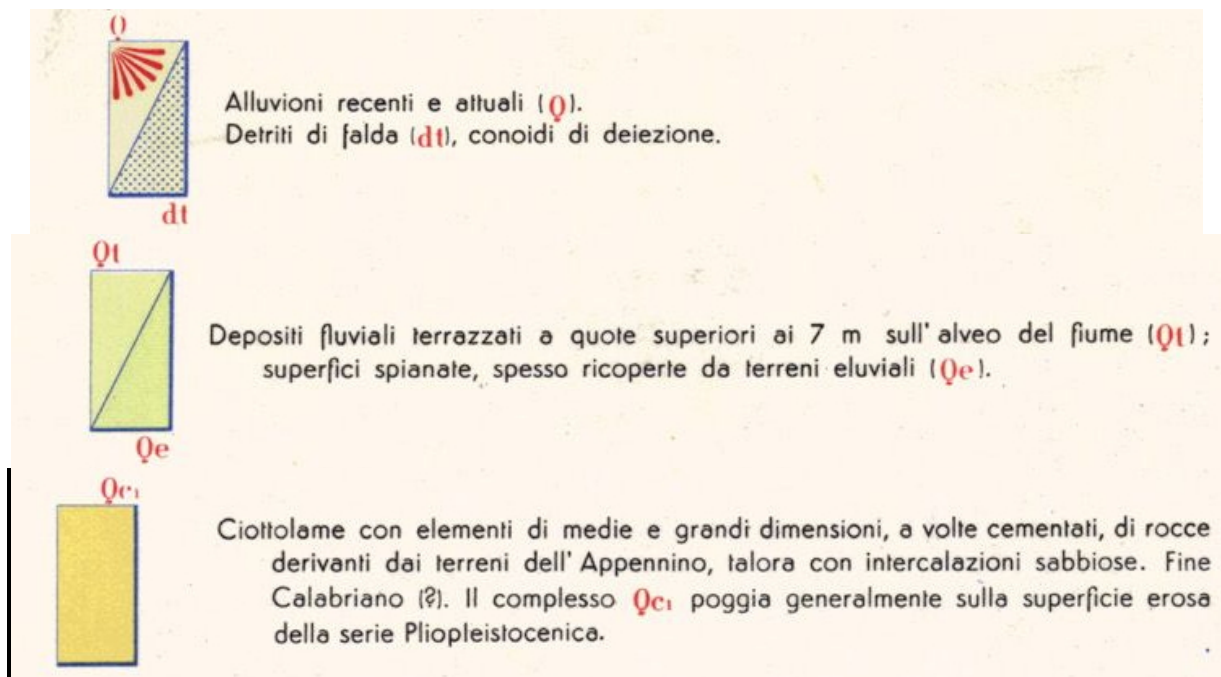 Q
Alluvioni recenti e attuali (Q).
Detriti di falda (dt), conoidi di deiezione.
dt
Qt
Depositi fluviali terrazzati a quote superiori ai 7 m sull'alveo del fiume (Qt);
superfici spianate, spesso ricoperte da terreni eluviali (Qe).
Qe
Qc₁
Ciottolame con elementi di medie e grandi dimensioni, a volte cementati, di rocce
derivanti dai terreni dell'Appennino, talora con intercalazioni sabbiose. Fine
Calabriano (?). Il complesso Qc₁ poggia generalmente sulla superficie erosa
della serie Pliopleistocenica.